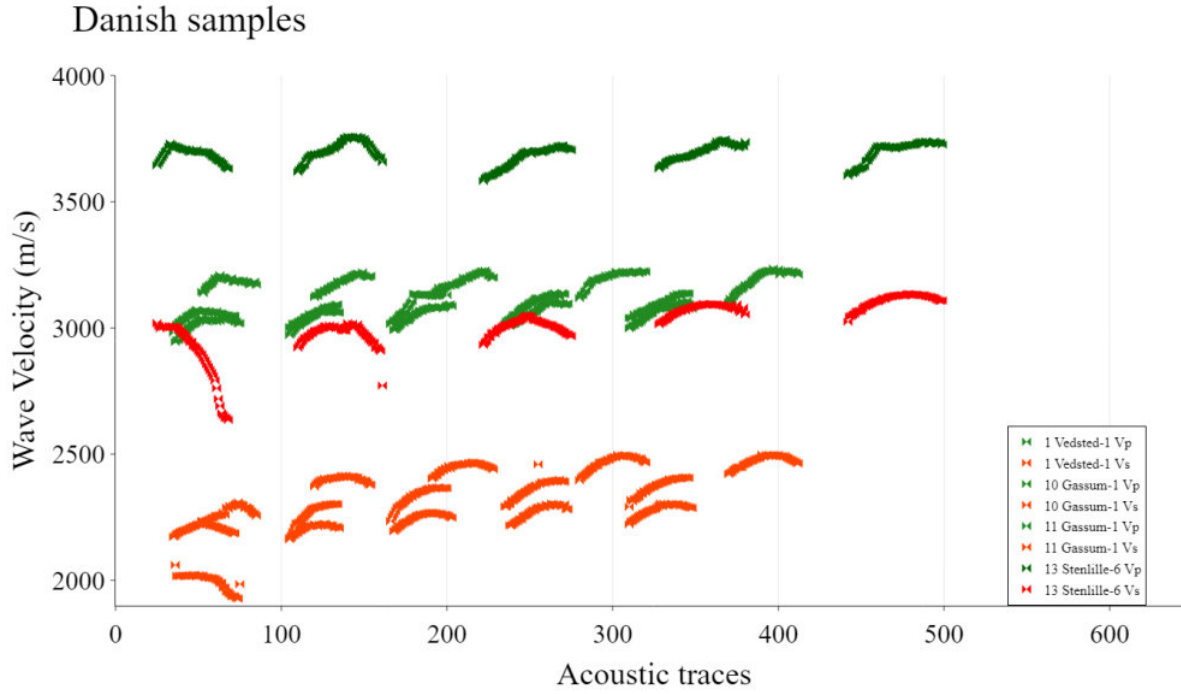 Danish samples
4000
3500
3000
2500
2000
Wave Velocity (m/s)
1 Vedsted-1 Vp
1 Vedsted-1 Vs
10 Gassum-1 Vp
10 Gassum-1 Vs
11 Gassum-1 Vp
11 Gassum-1 Vs
13 Stenlille-6 Vp
13 Stenlille-6 Vs
0 100 200 300 400 500 600
Acoustic traces